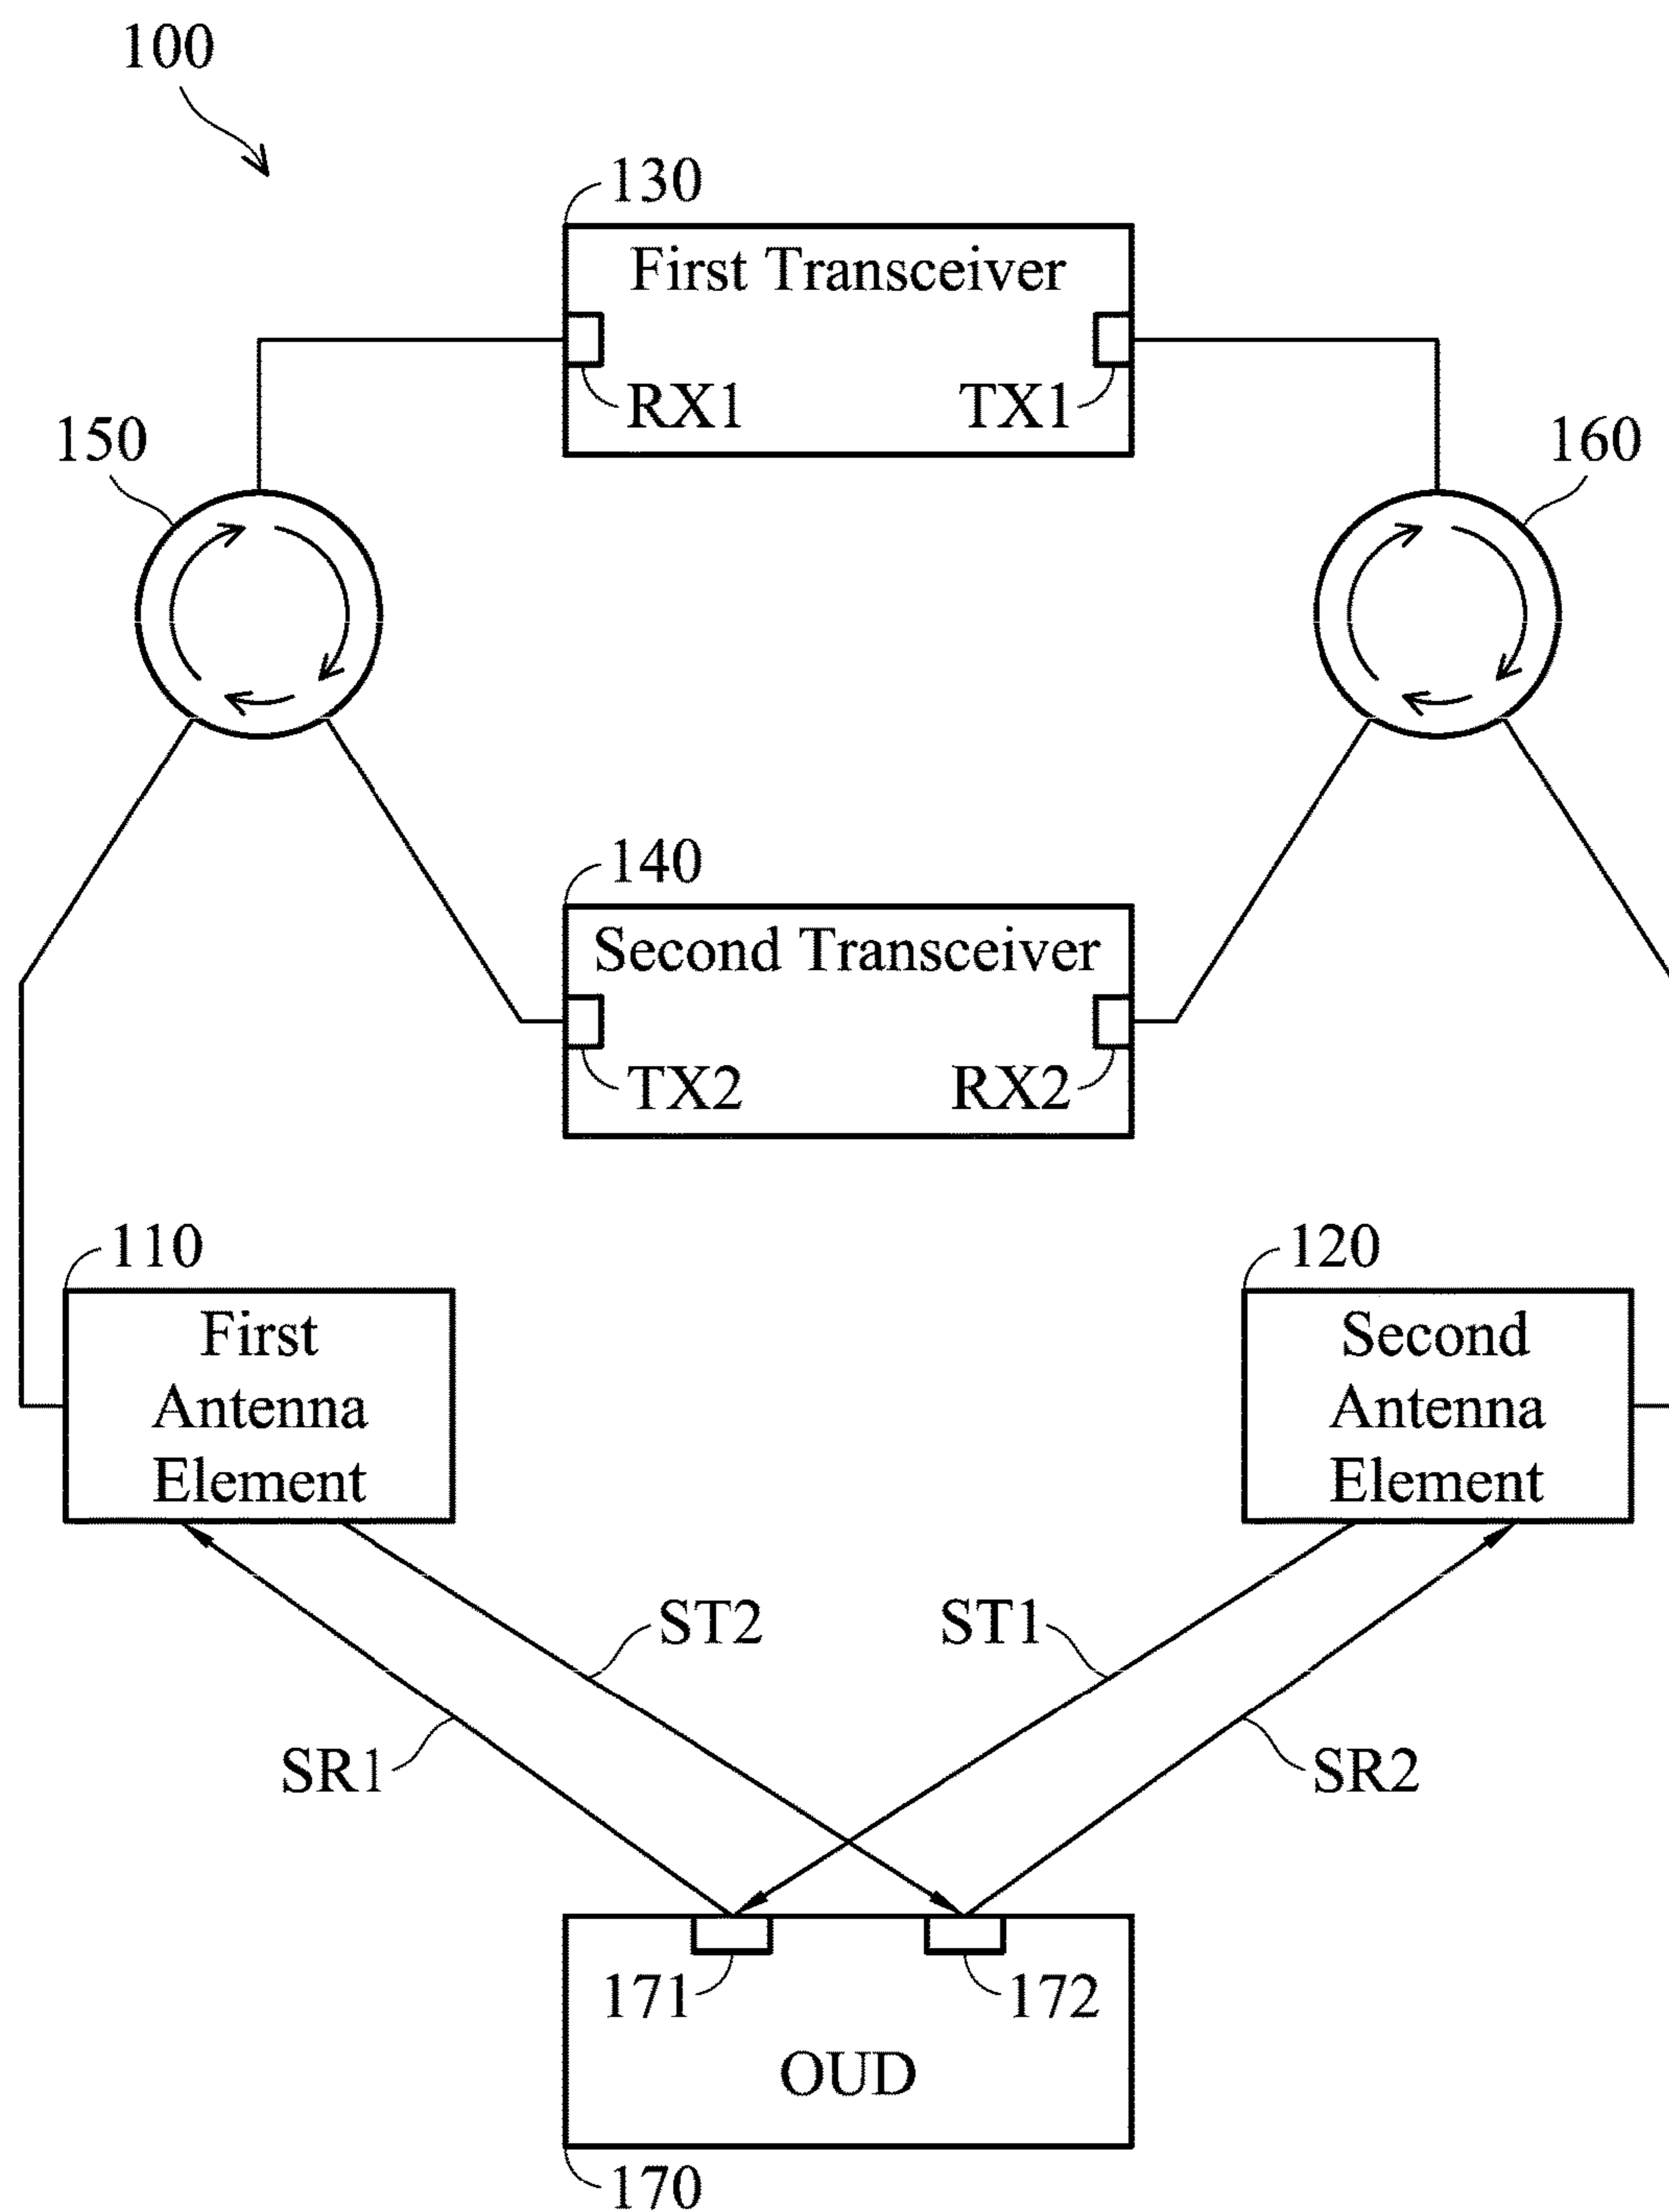 100
130
First Transceiver
RX1 TX1
150 160
140
Second Transceiver
TX2 RX2
110 120
First
Antenna
Element
Second
Antenna
Element
ST2 ST1
SR1 SR2
171 172
OUD
170